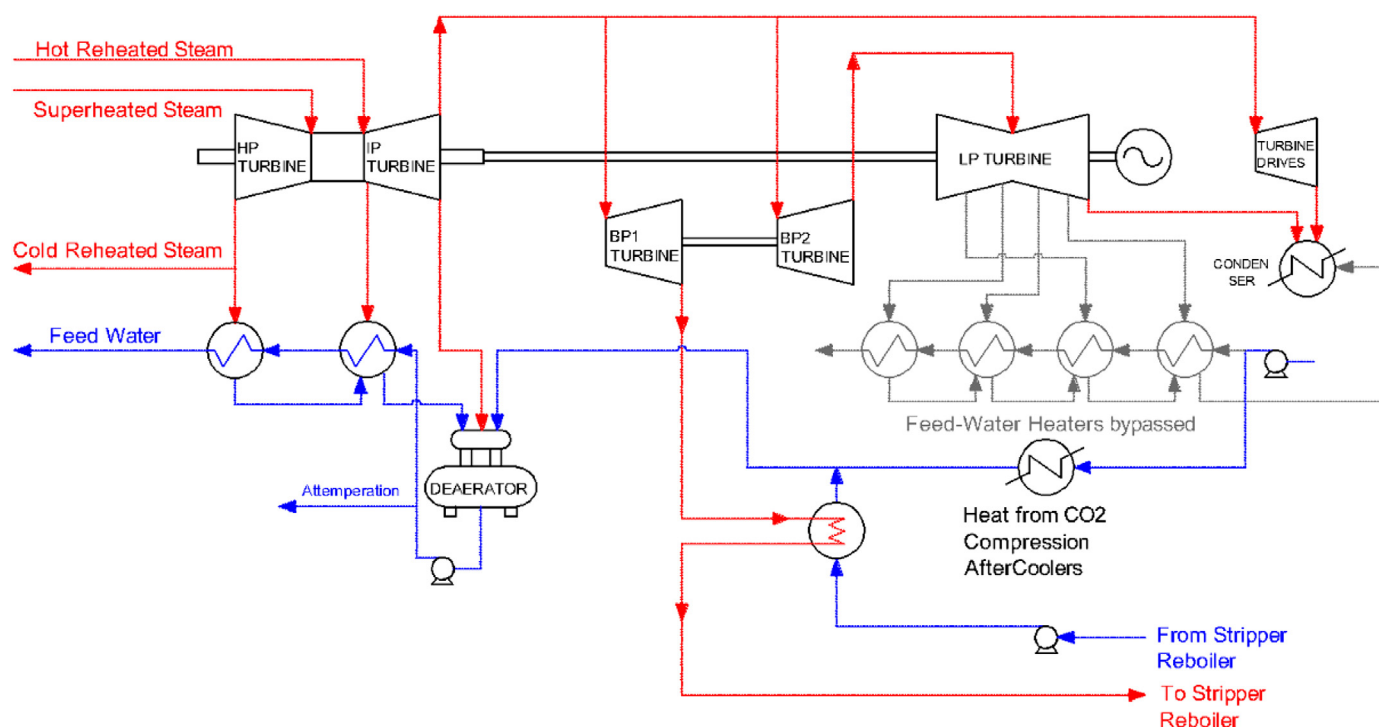 Hot Reheated Steam
Superheated Steam
HP
TURBINE
IP
TURBINE
LP TURBINE
TURBINE
DRIVES
BP1
TURBINE
BP2
TURBINE
Cold Reheated Steam
CONDEN
SER
Feed Water
Feed-Water Heaters bypassed
DEAERATOR
Attemperation
Heat from CO2
Compression
AfterCoolers
From Stripper
Reboiler
To Stripper
Reboiler